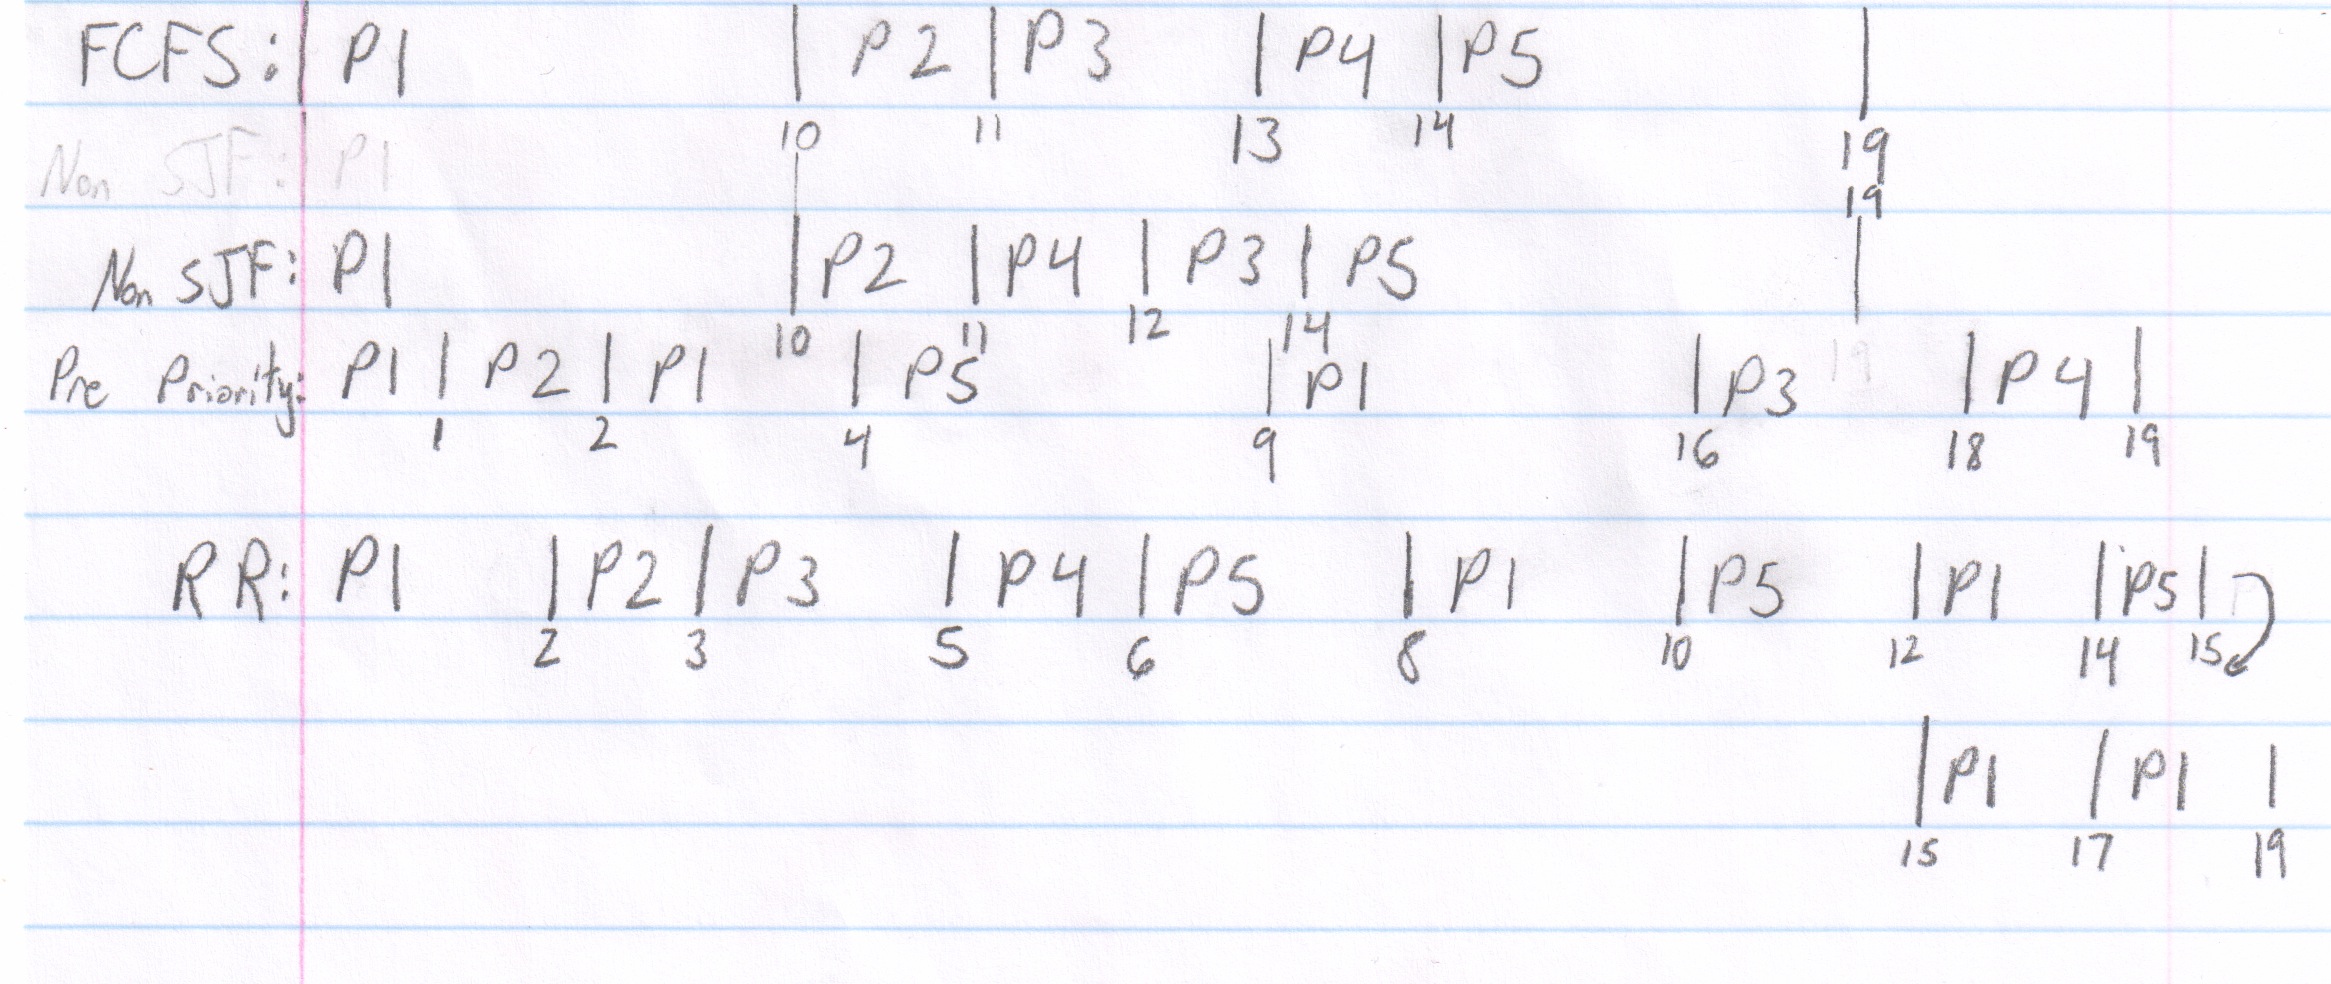 FCFS: P1 | P2 | P3 | P4 | P5 |
10 11 13 14 19
Non SJF: P1
19
Non SJF: P1 | P2 | P4 | P3 | P5 |
10 11 12 14
Pre Priority: P1 | P2 | P1 | P5 | P1 | P3 19 | P4 |
1 2 4 9 16 18 19
RR: P1 | P2 | P3 | P4 | P5 | P1 | P5 | P1 | P5 |
2 3 5 6 8 10 12 14 15
| P1 | P1 |
15 17 19